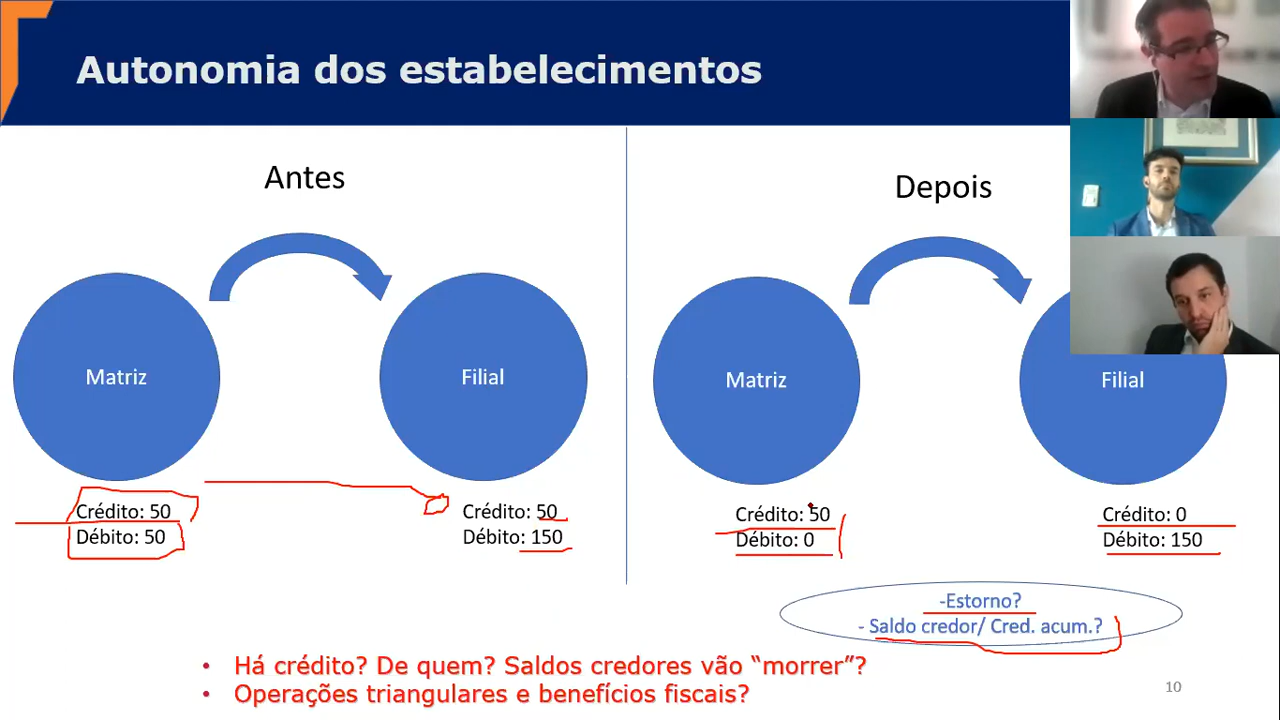 Autonomia dos estabelecimentos
Antes
Matriz
Filial
Crédito: 50
Débito: 50
Crédito: 50
Débito: 150
Depois
Matriz
Filial
Crédito: 50
Débito: 0
Crédito: 0
Débito: 150
-Estorno?
- Saldo credor/ Cred. acum.?
• Há crédito? De quem? Saldos credores vão “morrer”?
• Operações triangulares e benefícios fiscais?
10